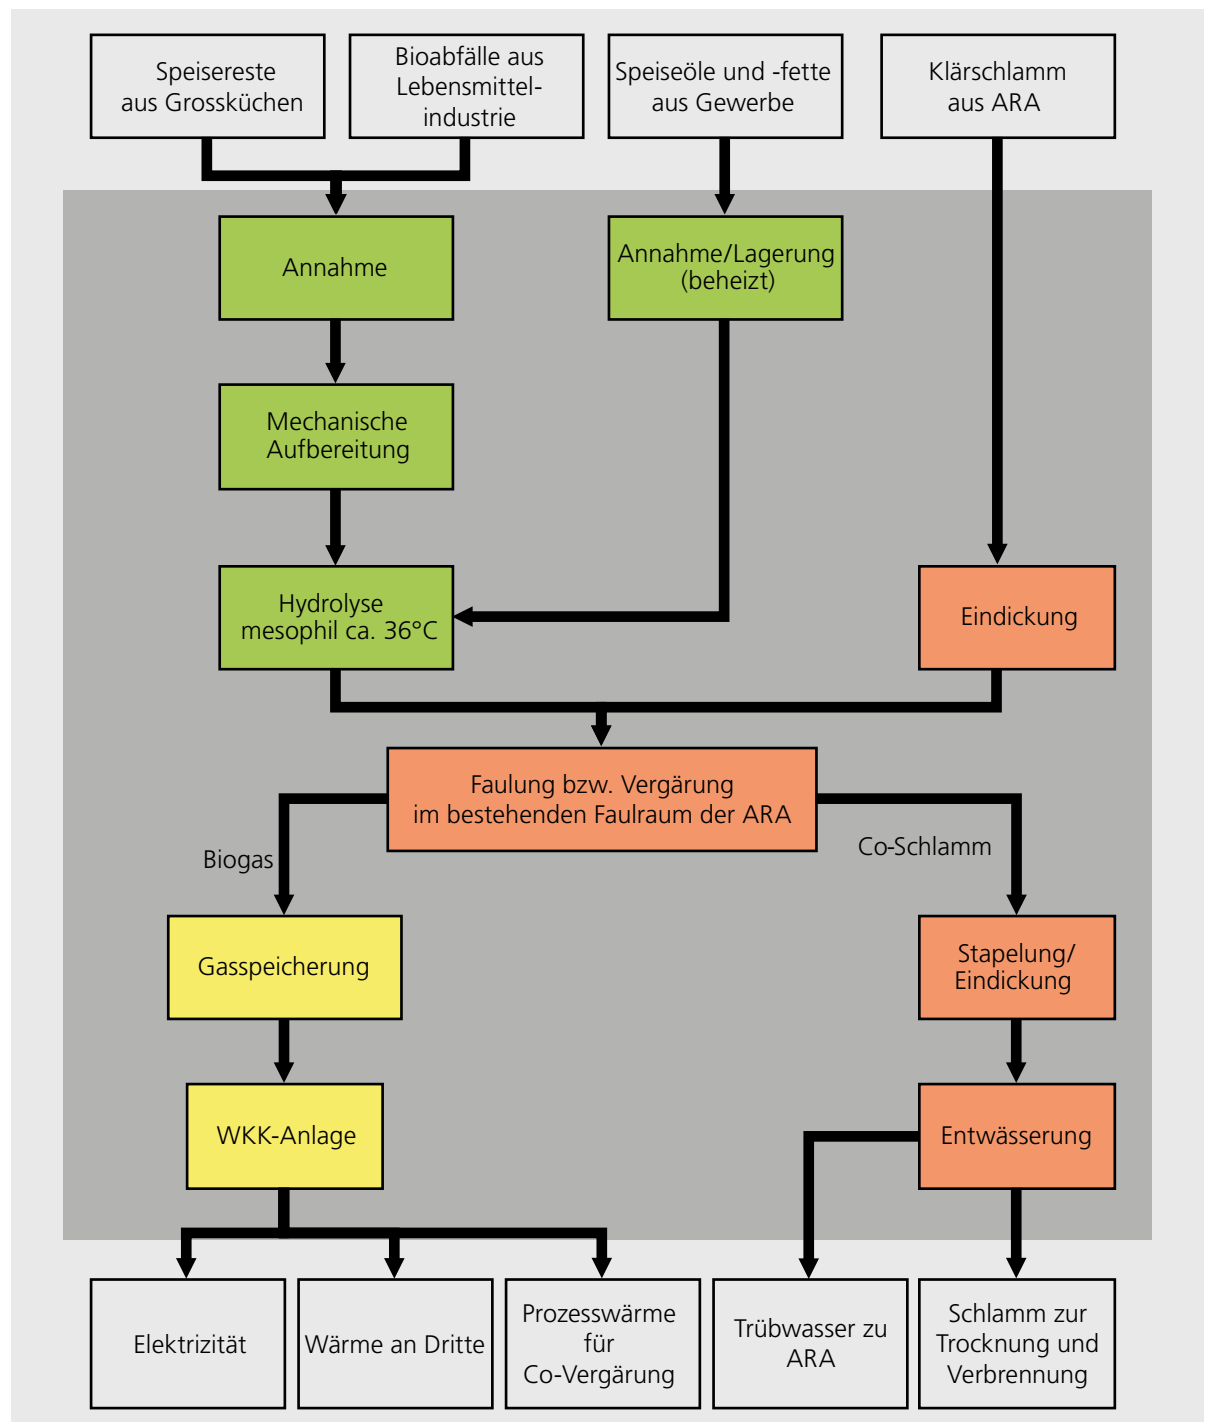 Speisereste
aus Grossküchen
Bioabfälle aus
Lebensmittel-
industrie
Speiseöle und -fette
aus Gewerbe
Klärschlamm
aus ARA
Annahme
Annahme/Lagerung
(beheizt)
Mechanische
Aufbereitung
Hydrolyse
mesophil ca. 36°C
Eindickung
Faulung bzw. Vergärung
im bestehenden Faulraum der ARA
Biogas
Co-Schlamm
Gasspeicherung
Stapelung/
Eindickung
WKK-Anlage
Entwässerung
Elektrizität
Wärme an Dritte
Prozesswärme
für
Co-Vergärung
Trübwasser zu
ARA
Schlamm zur
Trocknung und
Verbrennung